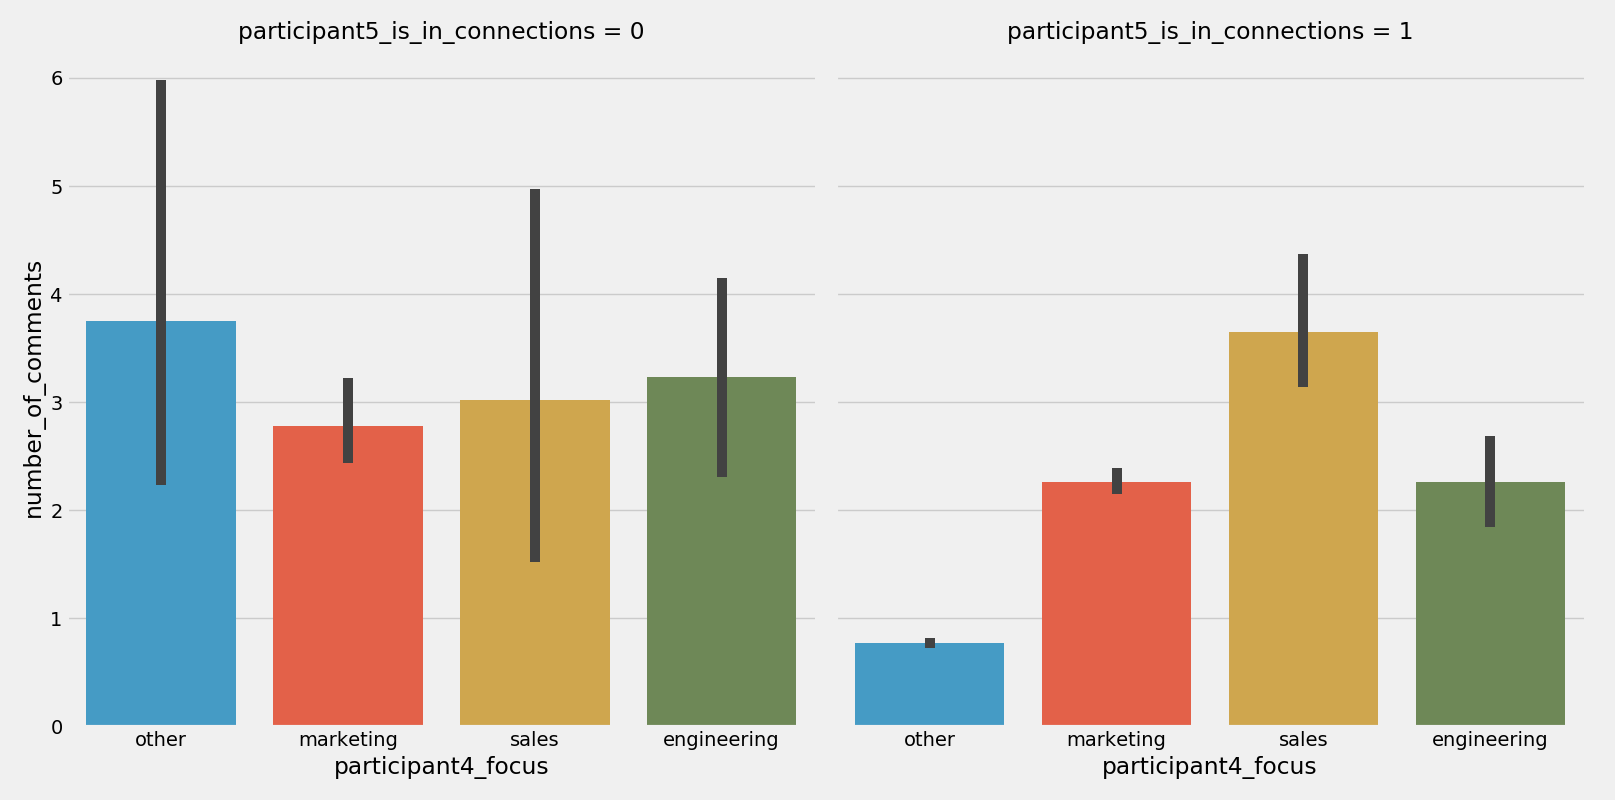 participant5_is_in_connections = 0
participant5_is_in_connections = 1
number_of_comments
6
5
4
3
2
1
0
other marketing sales engineering
other marketing sales engineering
participant4_focus
participant4_focus